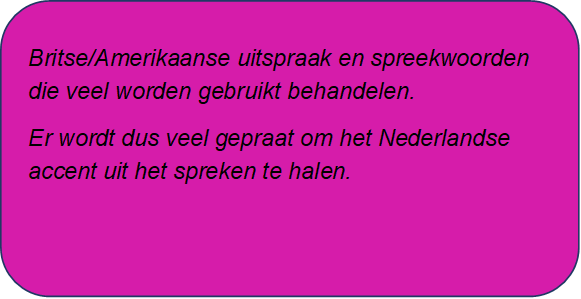 Britse/Amerikaanse uitspraak en spreekwoorden
die veel worden gebruikt behandelen.
Er wordt dus veel gepraat om het Nederlandse
accent uit het spreken te halen.